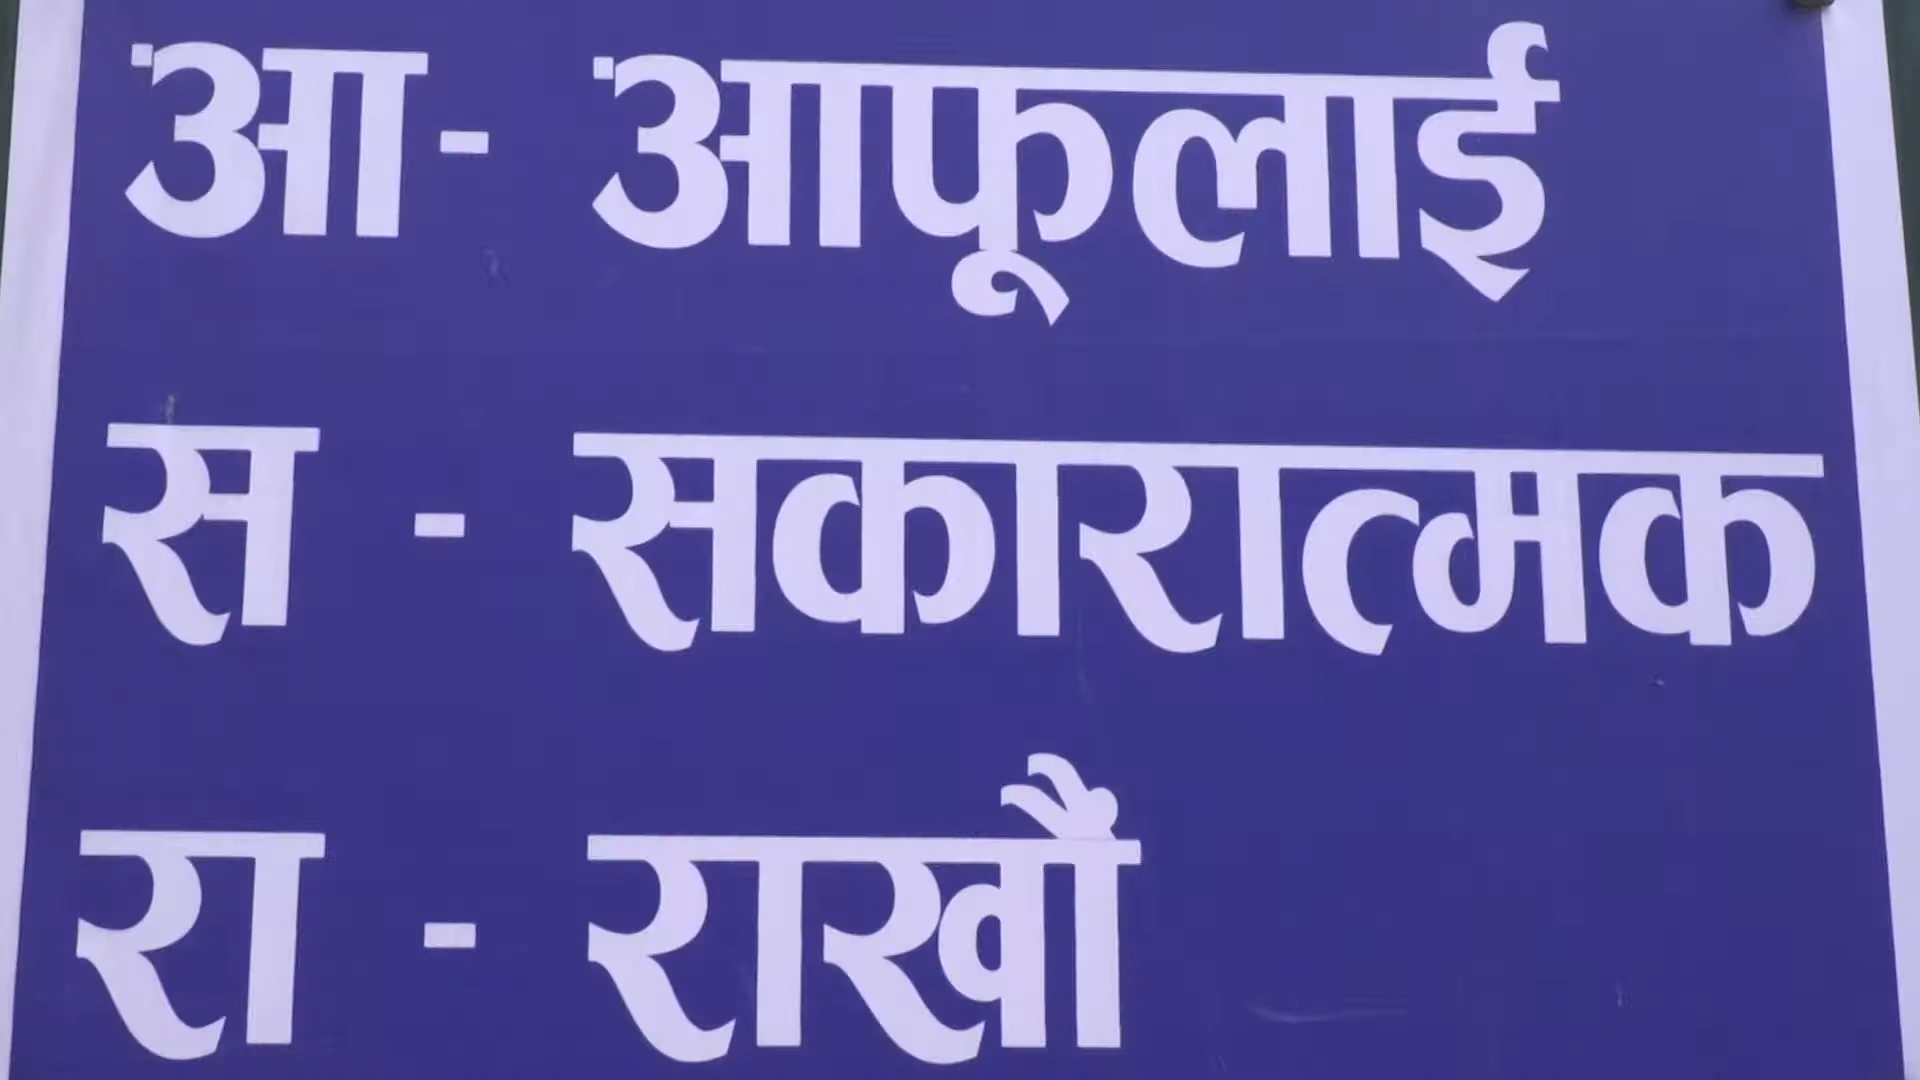 आ - आफूलाई
स - सकारात्मक
रा - राखौं